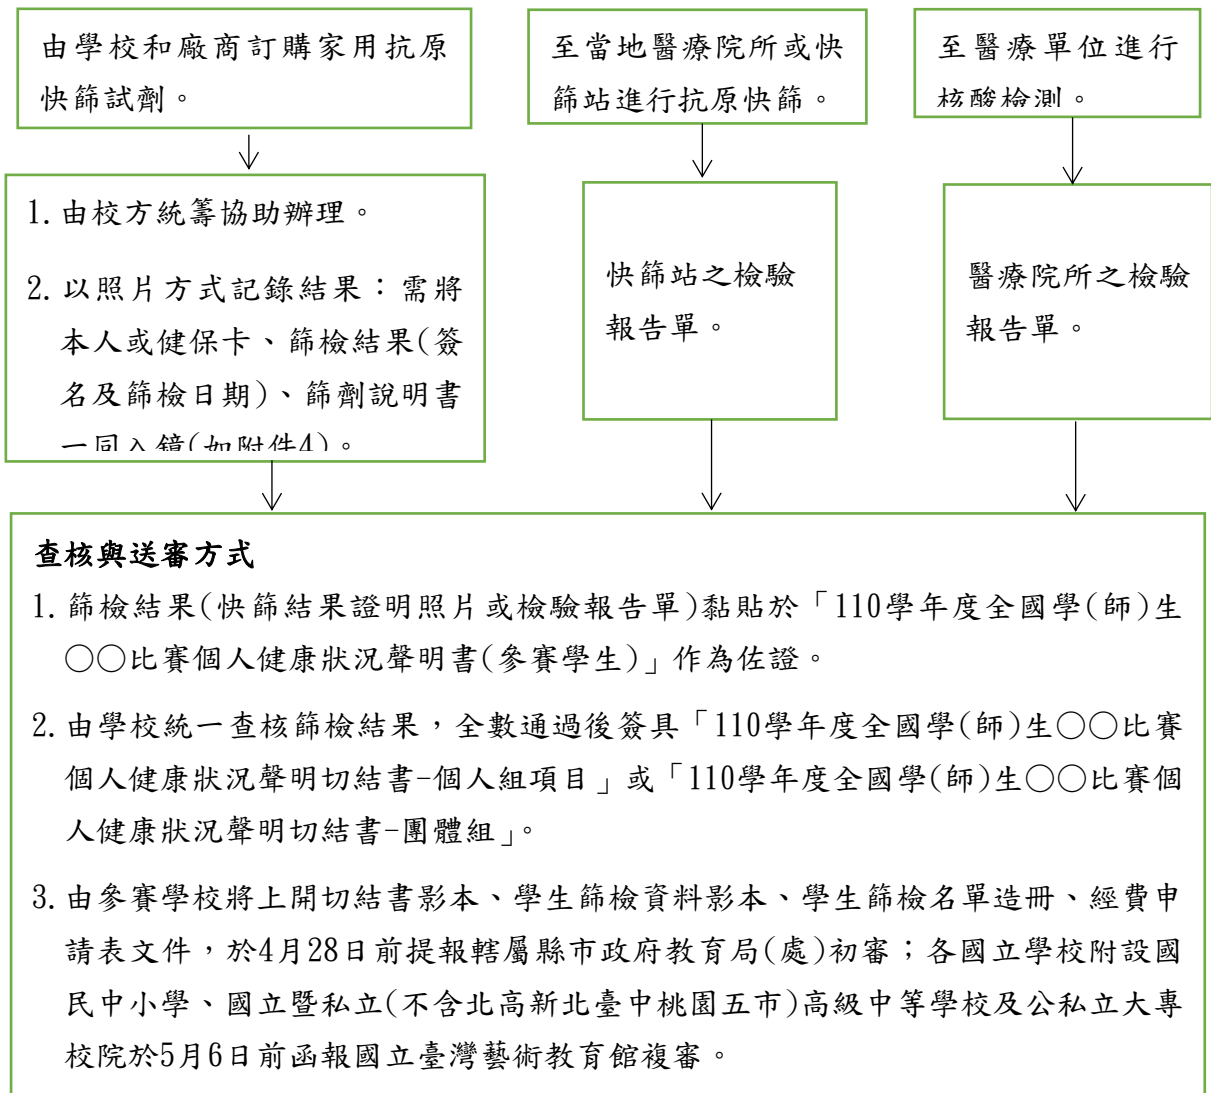 由學校和廠商訂購家用抗原
快篩試劑。
至當地醫療院所或快
篩站進行抗原快篩。
至醫療單位進行
核酸檢測。
1.由校方統籌協助辦理。
2.以照片方式記錄結果：需將
本人或健保卡、篩檢結果(簽
名及篩檢日期)、篩劑說明書
一同入鏡(如附件4)。
快篩站之檢驗
報告單。
醫療院所之檢驗
報告單。
查核與送審方式
1.篩檢結果(快篩結果證明照片或檢驗報告單)黏貼於「110學年度全國學(師)生
○○比賽個人健康狀況聲明書(參賽學生)」作為佐證。
2.由學校統一查核篩檢結果，全數通過後簽具「110學年度全國學(師)生○○比賽
個人健康狀況聲明切結書-個人組項目」或「110學年度全國學(師)生○○比賽個
人健康狀況聲明切結書-團體組」。
3.由參賽學校將上開切結書影本、學生篩檢資料影本、學生篩檢名單造冊、經費申
請表文件，於4月28日前提報轄屬縣市政府教育局(處)初審；各國立學校附設國
民中小學、國立暨私立(不含北高新北臺中桃園五市)高級中等學校及公私立大專
校院於5月6日前函報國立臺灣藝術教育館複審。